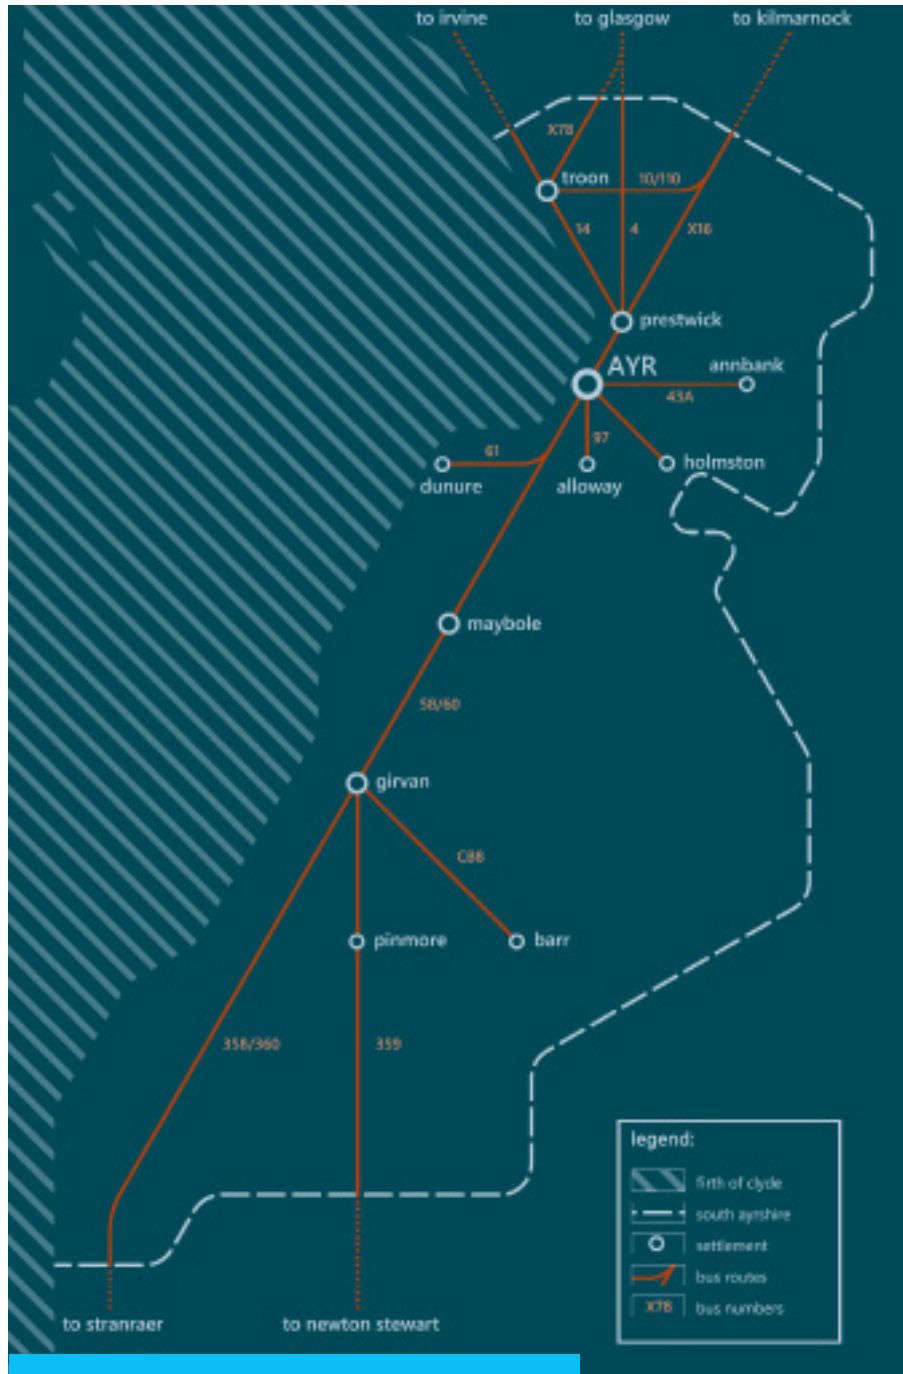 to irvine
to glasgow
to kilmarnock
X78
troon
10/110
14
4
X16
prestwick
AYR
annbank
43A
97
61
holmston
dunure
alloway
maybole
58/60
girvan
CB8
pinmore
barr
358/360
359
legend:
firth of clyde
south ayrshire
settlement
bus routes
X78 bus numbers
to stranraer
to newton stewart